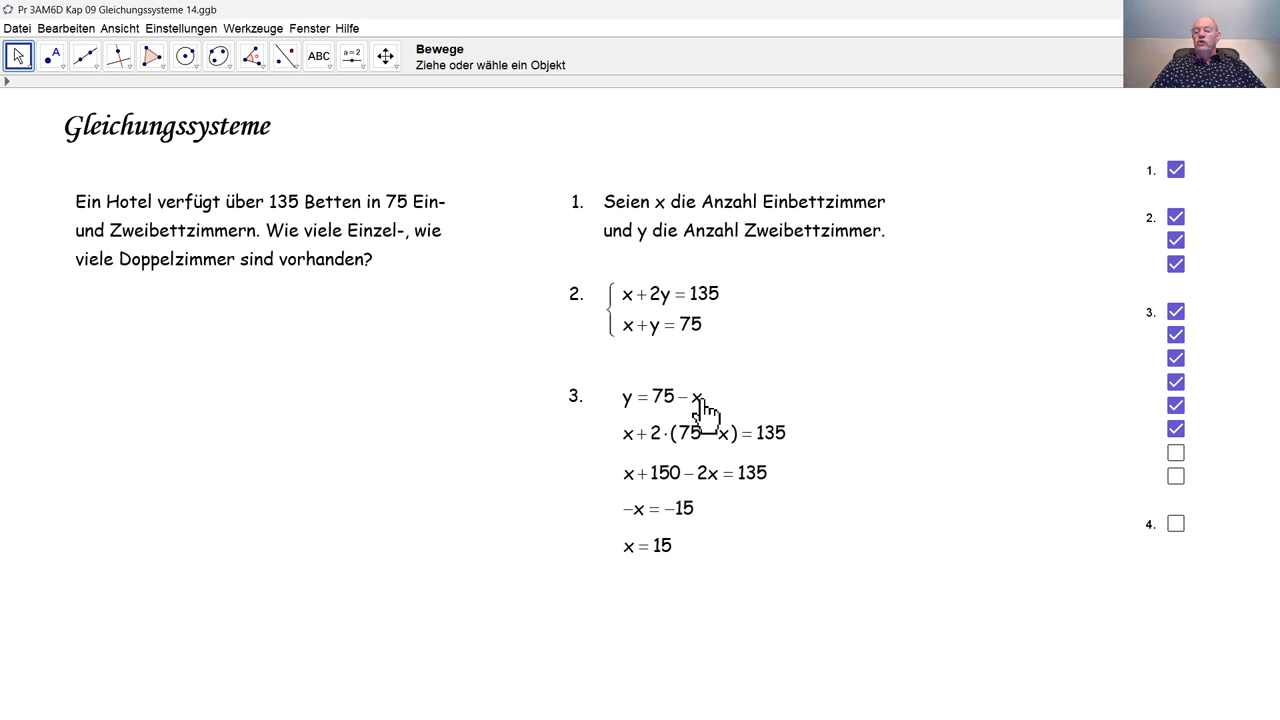 Pr 3AM6D Kap 09 Gleichungssysteme 14.ggb
Datei Bearbeiten Ansicht Einstellungen Werkzeuge Fenster Hilfe
A
ABC
a=2
Bewege
Ziehe oder wähle ein Objekt
Gleichungssysteme
Ein Hotel verfügt über 135 Betten in 75 Ein-
und Zweibettzimmern. Wie viele Einzel-, wie
viele Doppelzimmer sind vorhanden?
1. Seien x die Anzahl Einbettzimmer
und y die Anzahl Zweibettzimmer.
2. x + 2y = 135
x + y = 75
3. y = 75 − x
x + 2 · (75 − x) = 135
x + 150 − 2x = 135
−x = −15
x = 15
1.
2.
3.
4.